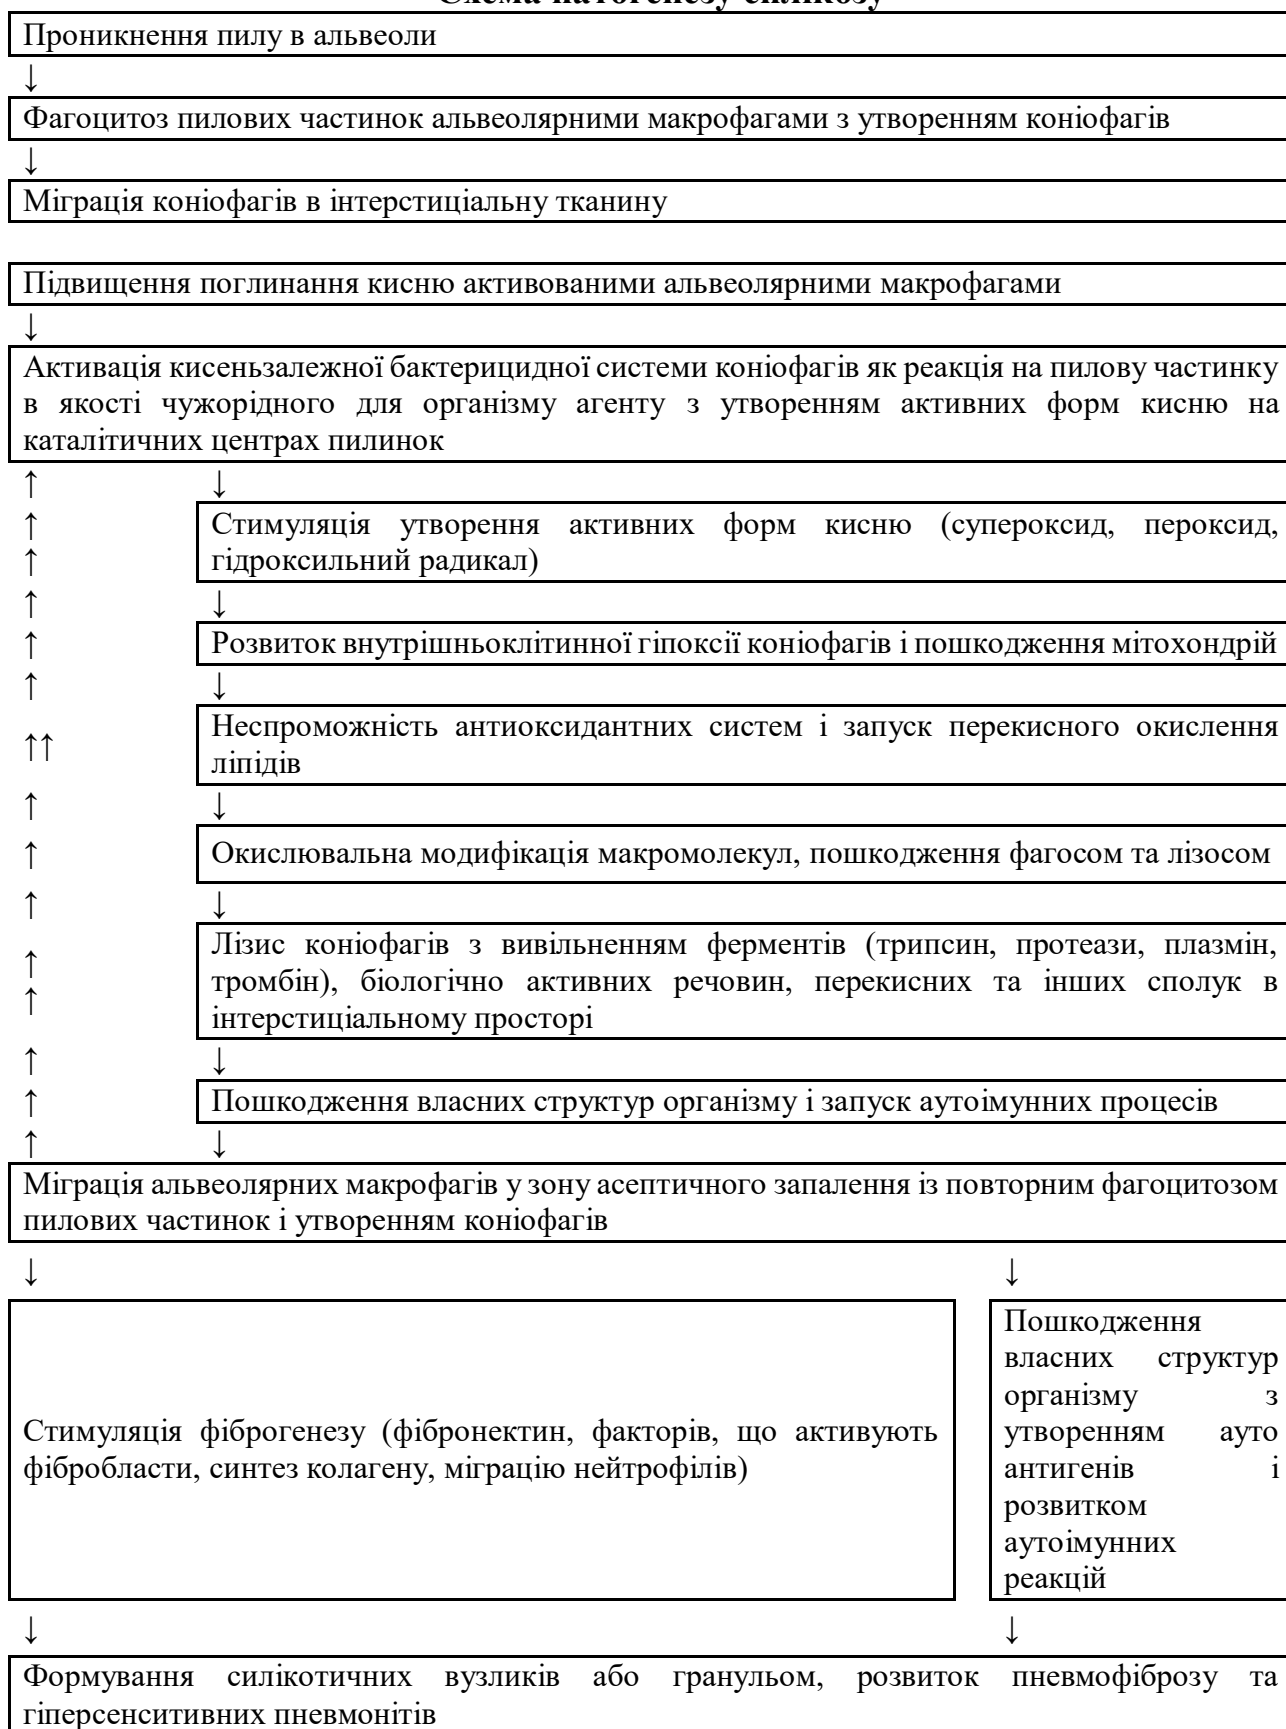 Схема патогенезу силікозу
Проникнення пилу в альвеоли
↓
Фагоцитоз пилових частинок альвеолярними макрофагами з утворенням коніофагів
↓
Міграція коніофагів в інтерстиціальну тканину
Підвищення поглинання кисню активованими альвеолярними макрофагами
↓
Активація кисеньзалежної бактерицидної системи коніофагів як реакція на пилову частинку
в якості чужорідного для організму агенту з утворенням активних форм кисню на
каталітичних центрах пилинок
↑ ↓
↑ Стимуляція утворення активних форм кисню (супероксид, пероксид,
↑ гідроксильний радикал)
↑ ↓
↑ Розвиток внутрішньоклітинної гіпоксії коніофагів і пошкодження мітохондрій
↑ ↓
↑↑ Неспроможність антиоксидантних систем і запуск перекисного окислення
ліпідів
↑ ↓
↑ Окислювальна модифікація макромолекул, пошкодження фагосом та лізосом
↑ ↓
↑ Лізис коніофагів з вивільненням ферментів (трипсин, протеази, плазмін,
↑ тромбін), біологічно активних речовин, перекисних та інших сполук в
інтерстиціальному просторі
↑ ↓
↑ Пошкодження власних структур організму і запуск аутоімунних процесів
↑ ↓
Міграція альвеолярних макрофагів у зону асептичного запалення із повторним фагоцитозом
пилових частинок і утворенням коніофагів
↓ ↓
Стимуляція фіброгенезу (фібронектин, факторів, що активують
фібробласти, синтез колагену, міграцію нейтрофілів)
Пошкодження
власних структур
організму з
утворенням ауто
антигенів і
розвитком
аутоімунних
реакцій
↓ ↓
Формування силікотичних вузликів або гранульом, розвиток пневмофіброзу та
гіперсенситивних пневмонітів